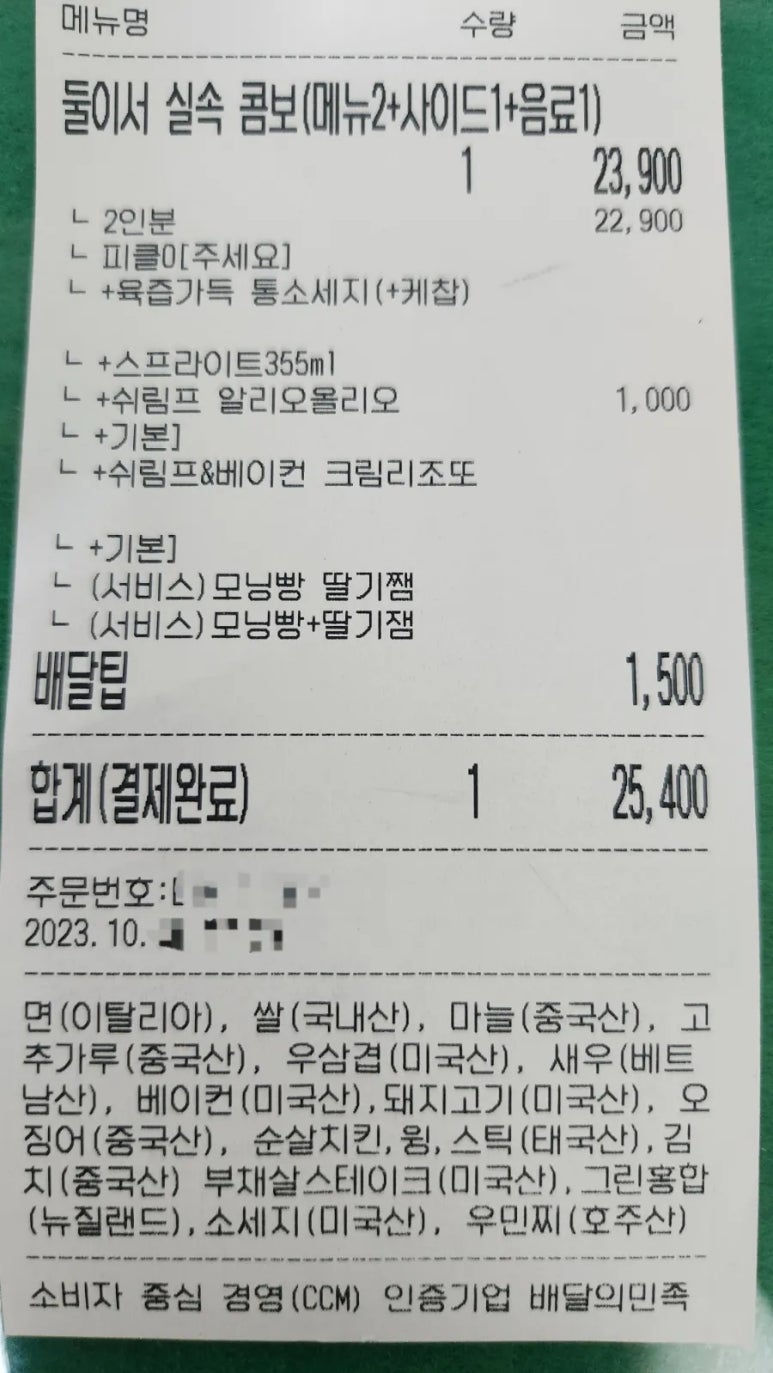 메뉴명 수량 금액
둘이서 실속 콤보(메뉴2+사이드1+음료1)
1 23,900
ㄴ 2인분 22,900
ㄴ 피클이[주세요]
ㄴ +육즙가득 통소세지(+케찹)
ㄴ +스프라이트355ml
ㄴ +쉬림프 알리오올리오 1,000
ㄴ +기본]
ㄴ +쉬림프&베이컨 크림리조또
ㄴ +기본]
ㄴ (서비스)모닝빵 딸기쨈
ㄴ (서비스)모닝빵+딸기잼
배달팁 1,500
합계(결제완료) 1 25,400
주문번호:
2023. 10.
면(이탈리아), 쌀(국내산), 마늘(중국산), 고
추가루(중국산), 우삼겹(미국산), 새우(베트
남산), 베이컨(미국산),돼지고기(미국산), 오
징어(중국산), 순살치킨,윙,스틱(태국산),김
치(중국산) 부채살스테이크(미국산),그린홍합
(뉴질랜드),소세지(미국산), 우민찌(호주산)
소비자 중심 경영(CCM) 인증기업 배달의민족